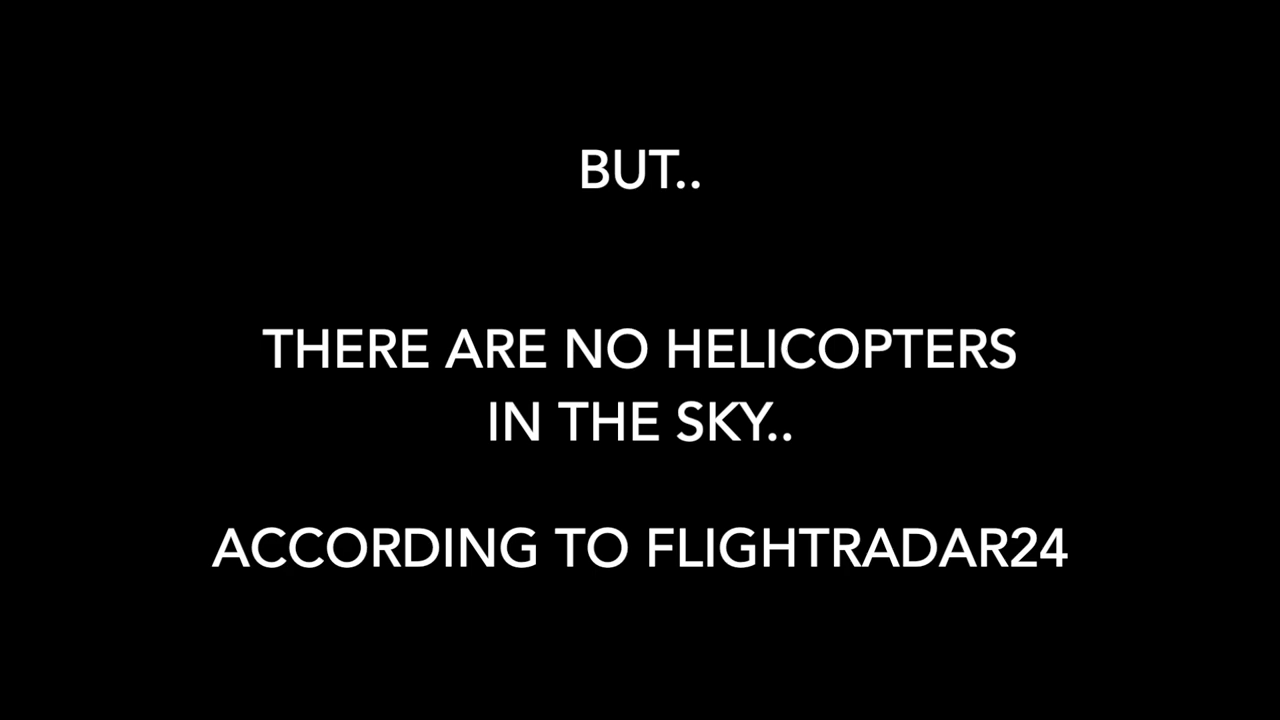 BUT..
THERE ARE NO HELICOPTERS
IN THE SKY..
ACCORDING TO FLIGHTRADAR24